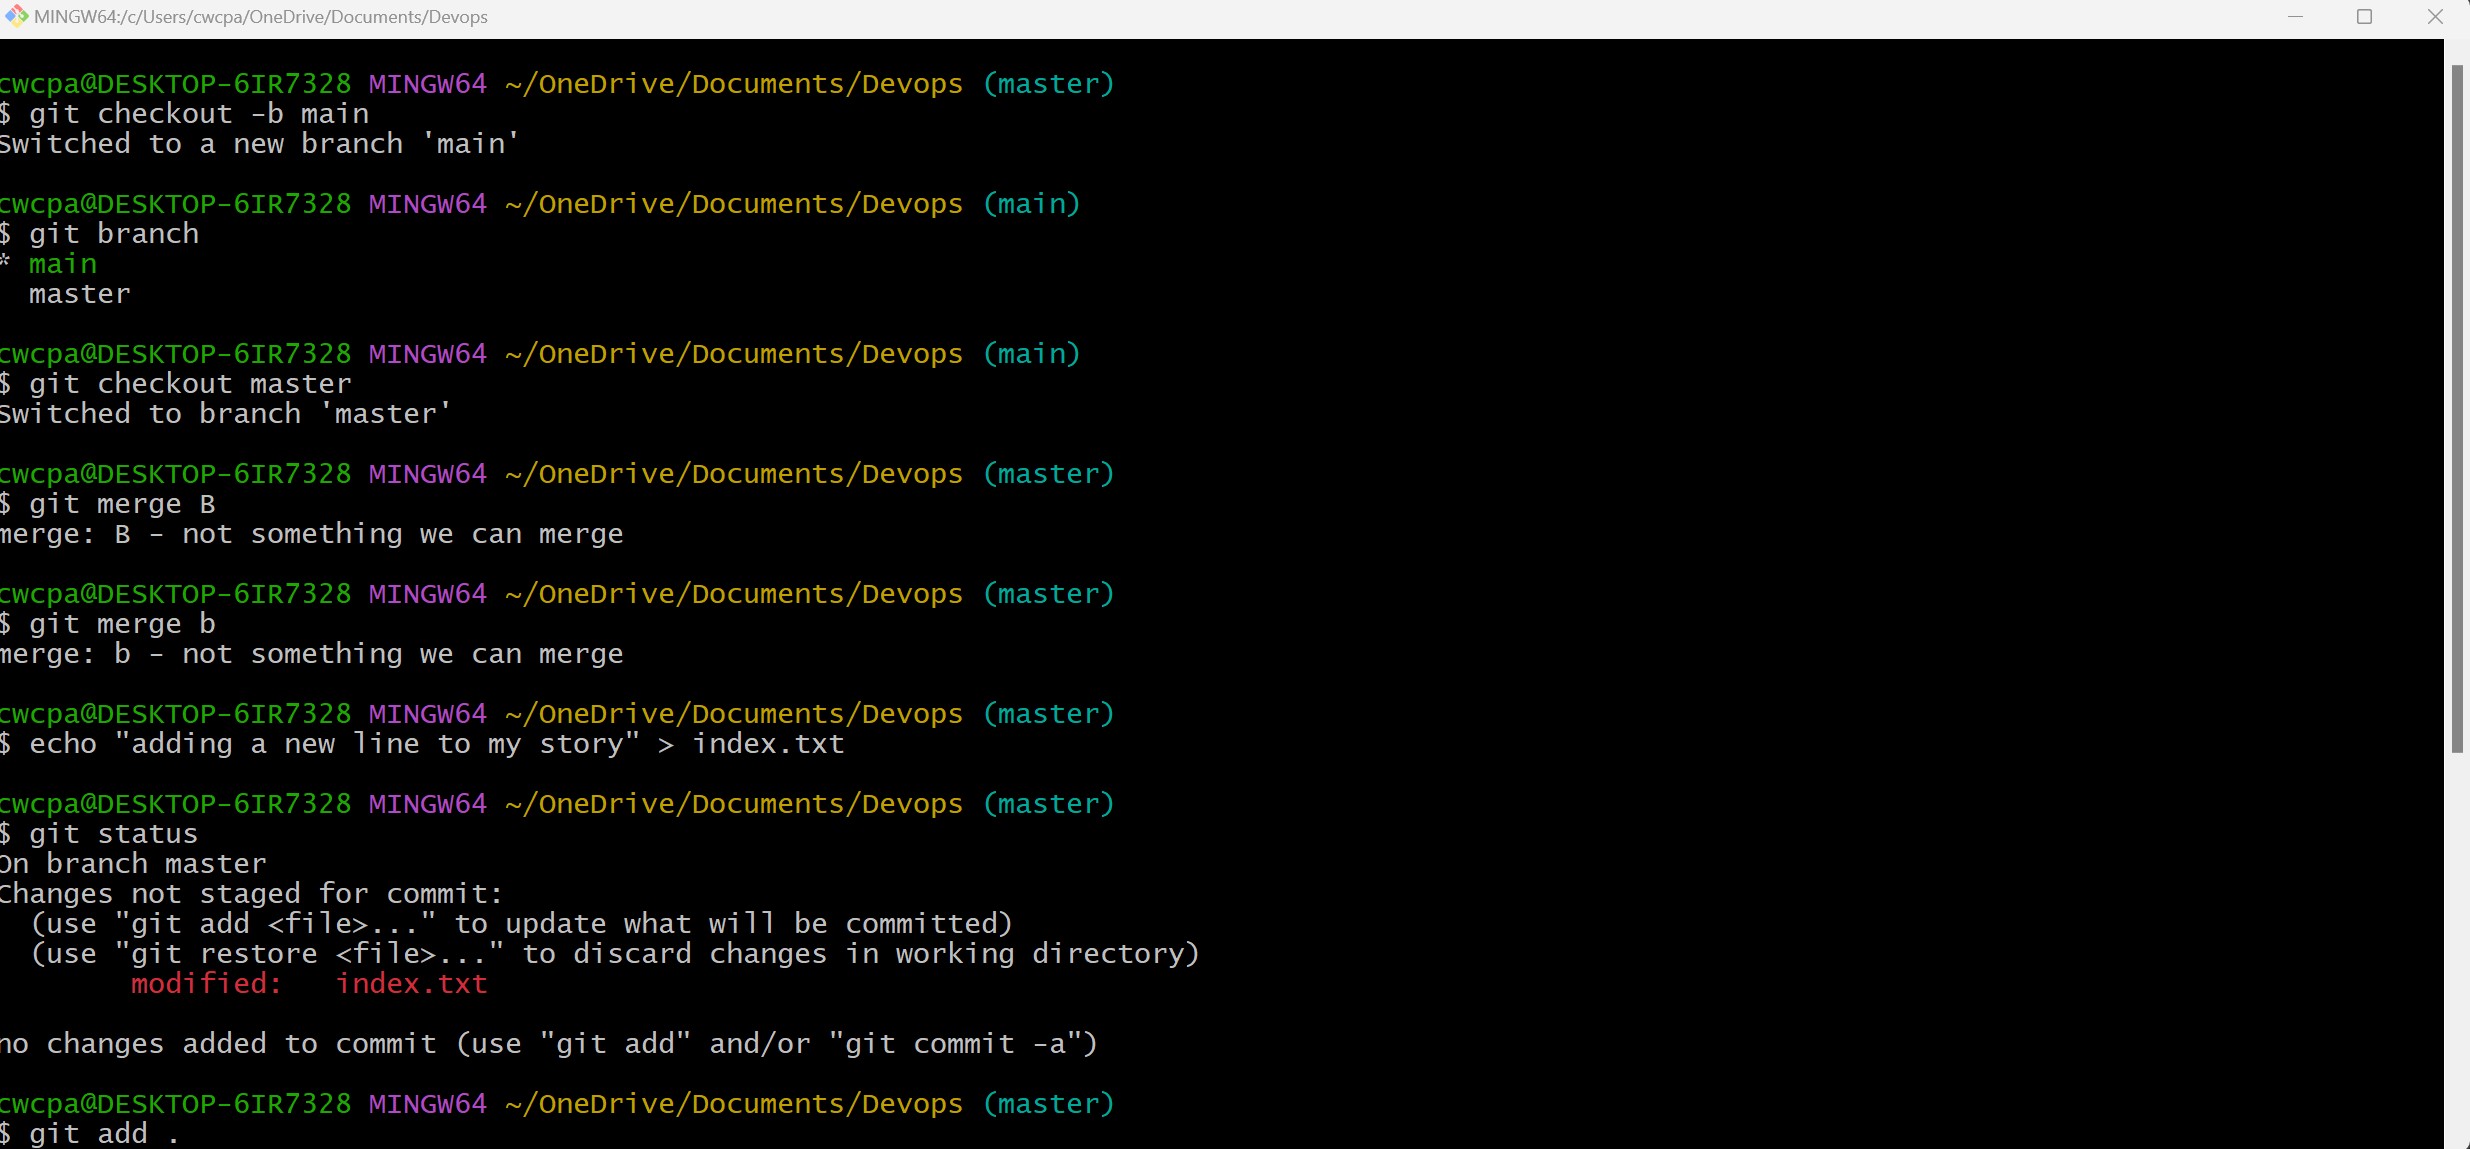 MINGW64:/c/Users/cwcpa/OneDrive/Documents/Devops
cwcpa@DESKTOP-6IR7328 MINGW64 ~/OneDrive/Documents/Devops (master)
$ git checkout -b main
Switched to a new branch 'main'
cwcpa@DESKTOP-6IR7328 MINGW64 ~/OneDrive/Documents/Devops (main)
$ git branch
* main
  master
cwcpa@DESKTOP-6IR7328 MINGW64 ~/OneDrive/Documents/Devops (main)
$ git checkout master
Switched to branch 'master'
cwcpa@DESKTOP-6IR7328 MINGW64 ~/OneDrive/Documents/Devops (master)
$ git merge B
merge: B - not something we can merge
cwcpa@DESKTOP-6IR7328 MINGW64 ~/OneDrive/Documents/Devops (master)
$ git merge b
merge: b - not something we can merge
cwcpa@DESKTOP-6IR7328 MINGW64 ~/OneDrive/Documents/Devops (master)
$ echo "adding a new line to my story" > index.txt
cwcpa@DESKTOP-6IR7328 MINGW64 ~/OneDrive/Documents/Devops (master)
$ git status
On branch master
Changes not staged for commit:
  (use "git add <file>..." to update what will be committed)
  (use "git restore <file>..." to discard changes in working directory)
        modified:   index.txt
no changes added to commit (use "git add" and/or "git commit -a")
cwcpa@DESKTOP-6IR7328 MINGW64 ~/OneDrive/Documents/Devops (master)
$ git add .